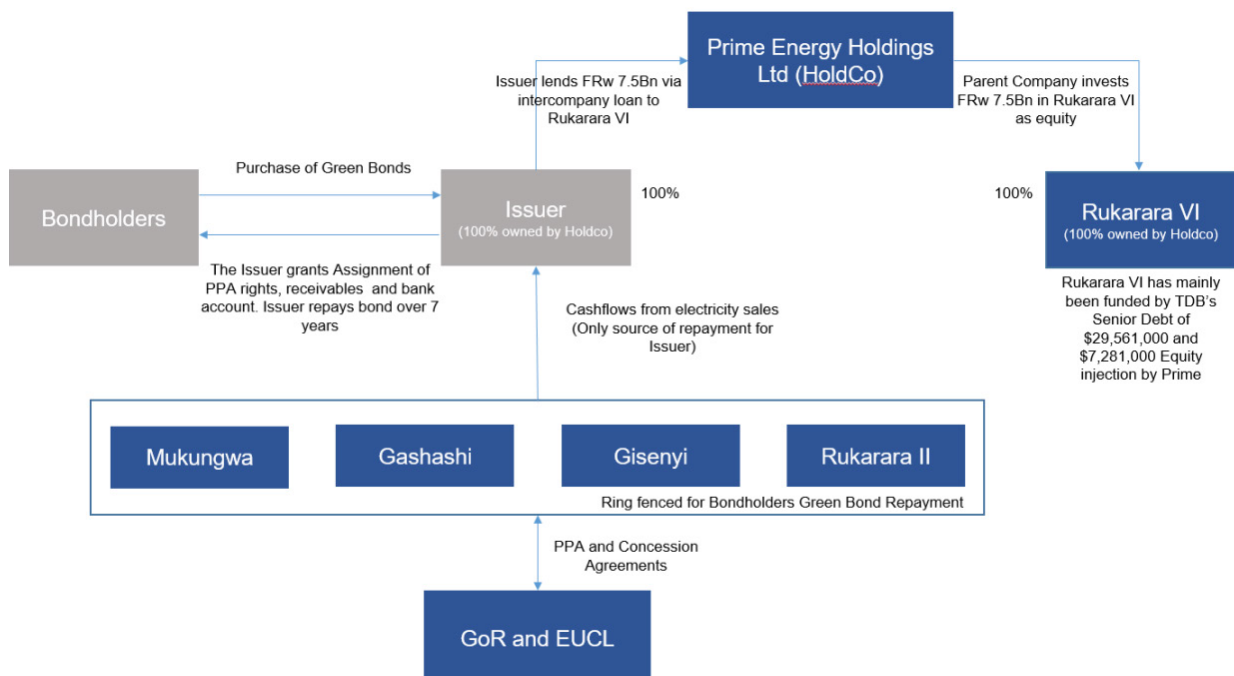 Prime Energy Holdings
Ltd (HoldCo)
Issuer lends FRw 7.5Bn via
intercompany loan to
Rukarara VI
Parent Company invests
FRw 7.5Bn in Rukarara VI
as equity
Purchase of Green Bonds
Bondholders
Issuer
(100% owned by Holdco)
100%
100%
Rukarara VI
(100% owned by Holdco)
The Issuer grants Assignment of
PPA rights, receivables and bank
account. Issuer repays bond over 7
years
Cashflows from electricity sales
(Only source of repayment for
Issuer)
Rukarara VI has mainly
been funded by TDB's
Senior Debt of
$29,561,000 and
$7,281,000 Equity
injection by Prime
Mukungwa
Gashashi
Gisenyi
Rukarara II
Ring fenced for Bondholders Green Bond Repayment
PPA and Concession
Agreements
GoR and EUCL